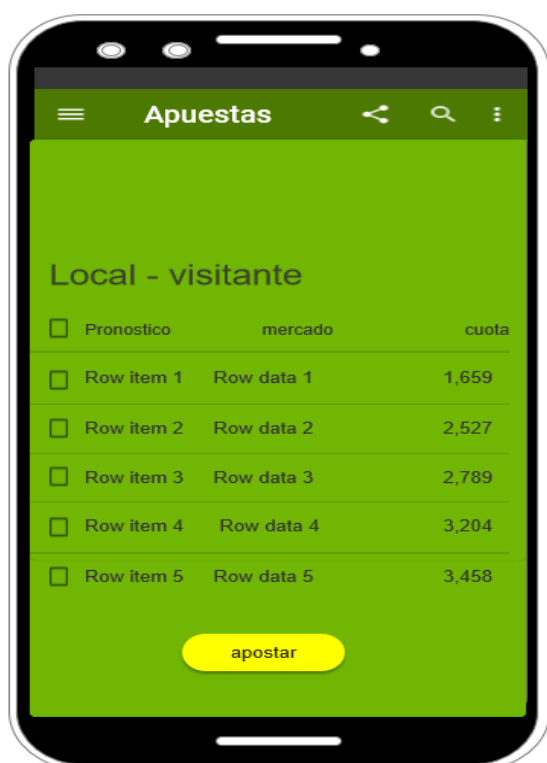 Apuestas
Local - visitante
Pronostico mercado cuota
Row item 1 Row data 1 1,659
Row item 2 Row data 2 2,527
Row item 3 Row data 3 2,789
Row item 4 Row data 4 3,204
Row item 5 Row data 5 3,458
apostar